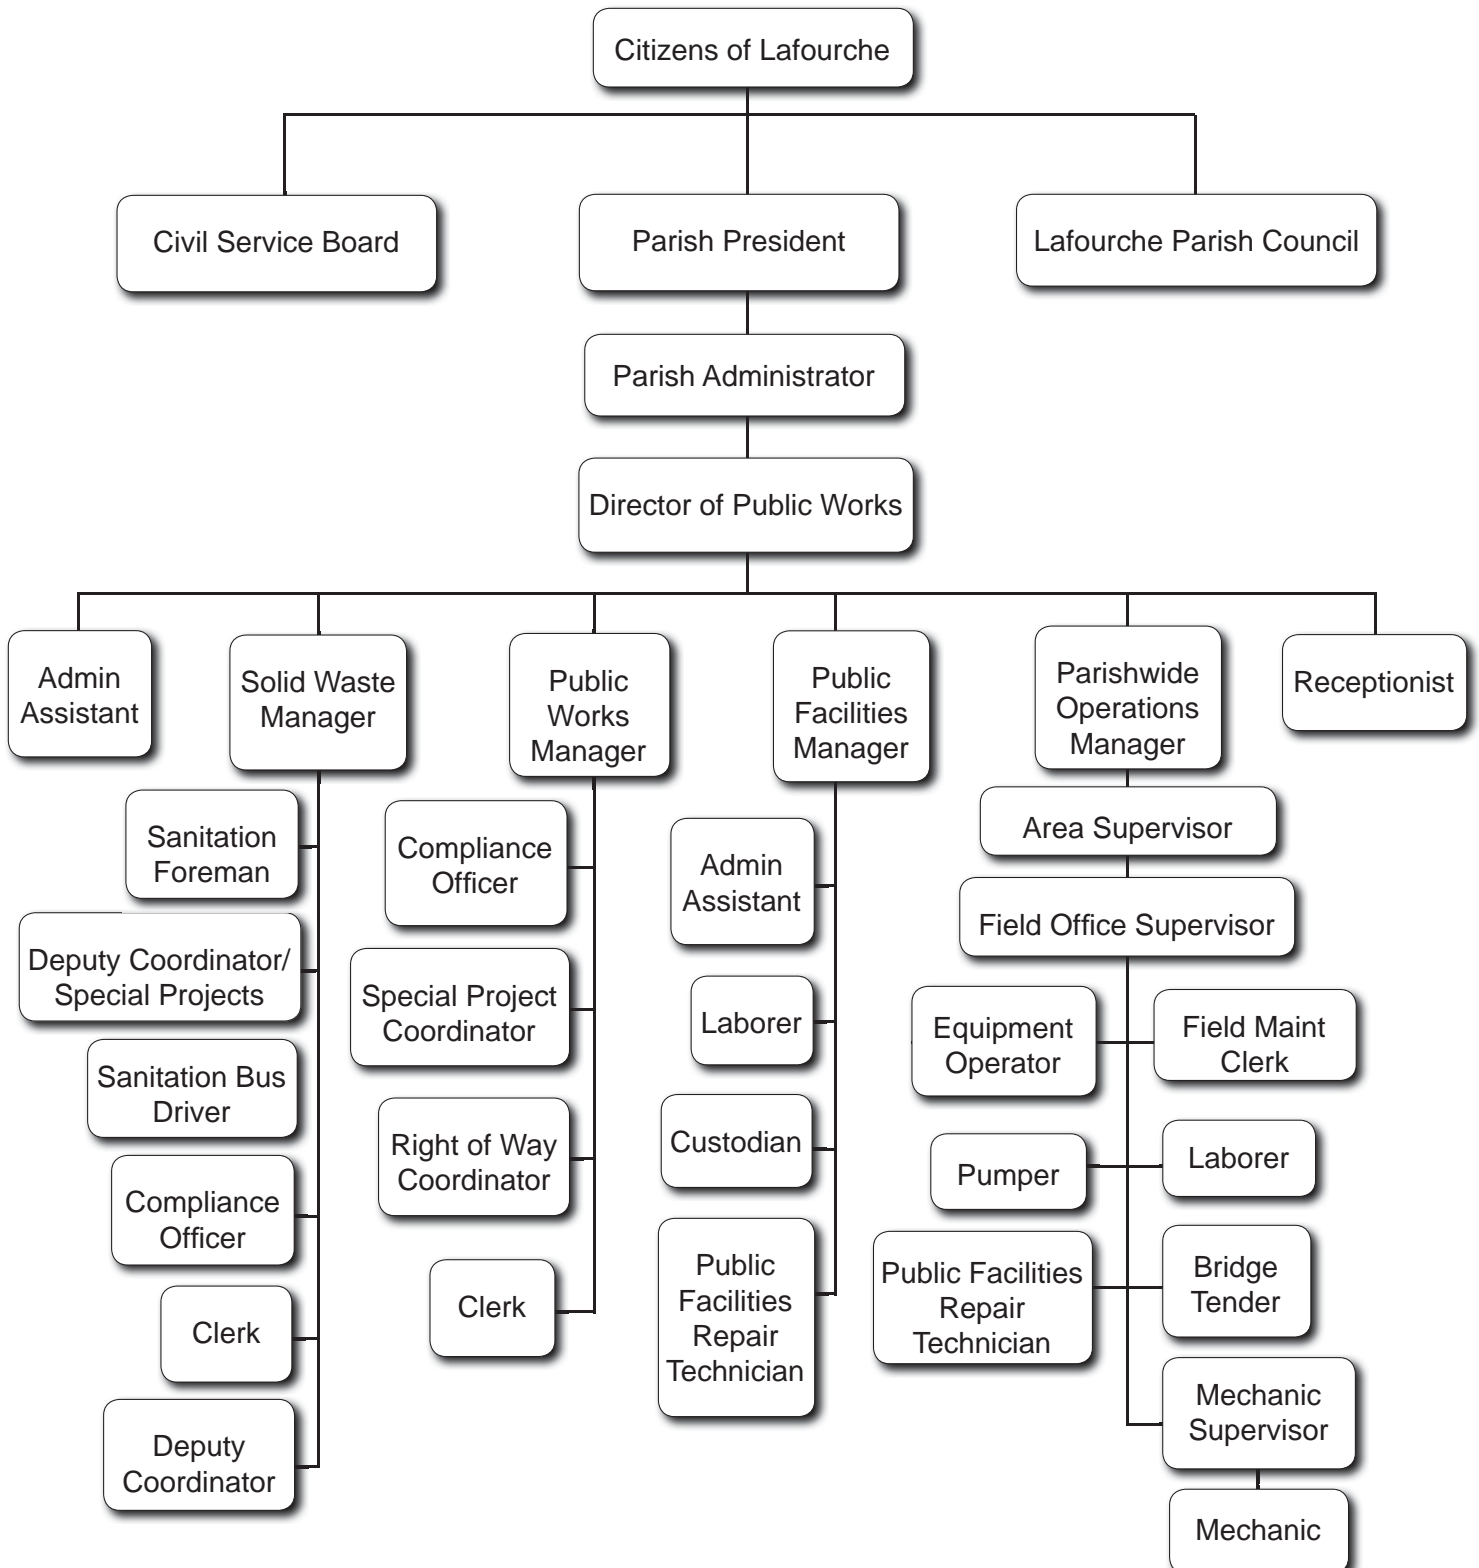 Citizens of Lafourche
Civil Service Board
Parish President
Lafourche Parish Council
Parish Administrator
Director of Public Works
Admin
Assistant
Solid Waste
Manager
Public
Works
Manager
Public
Facilities
Manager
Parishwide
Operations
Manager
Receptionist
Sanitation
Foreman
Deputy Coordinator/
Special Projects
Sanitation Bus
Driver
Compliance
Officer
Clerk
Deputy
Coordinator
Compliance
Officer
Special Project
Coordinator
Right of Way
Coordinator
Clerk
Admin
Assistant
Laborer
Custodian
Public
Facilities
Repair
Technician
Area Supervisor
Field Office Supervisor
Equipment
Operator
Field Maint
Clerk
Pumper
Laborer
Public Facilities
Repair
Technician
Bridge
Tender
Mechanic
Supervisor
Mechanic